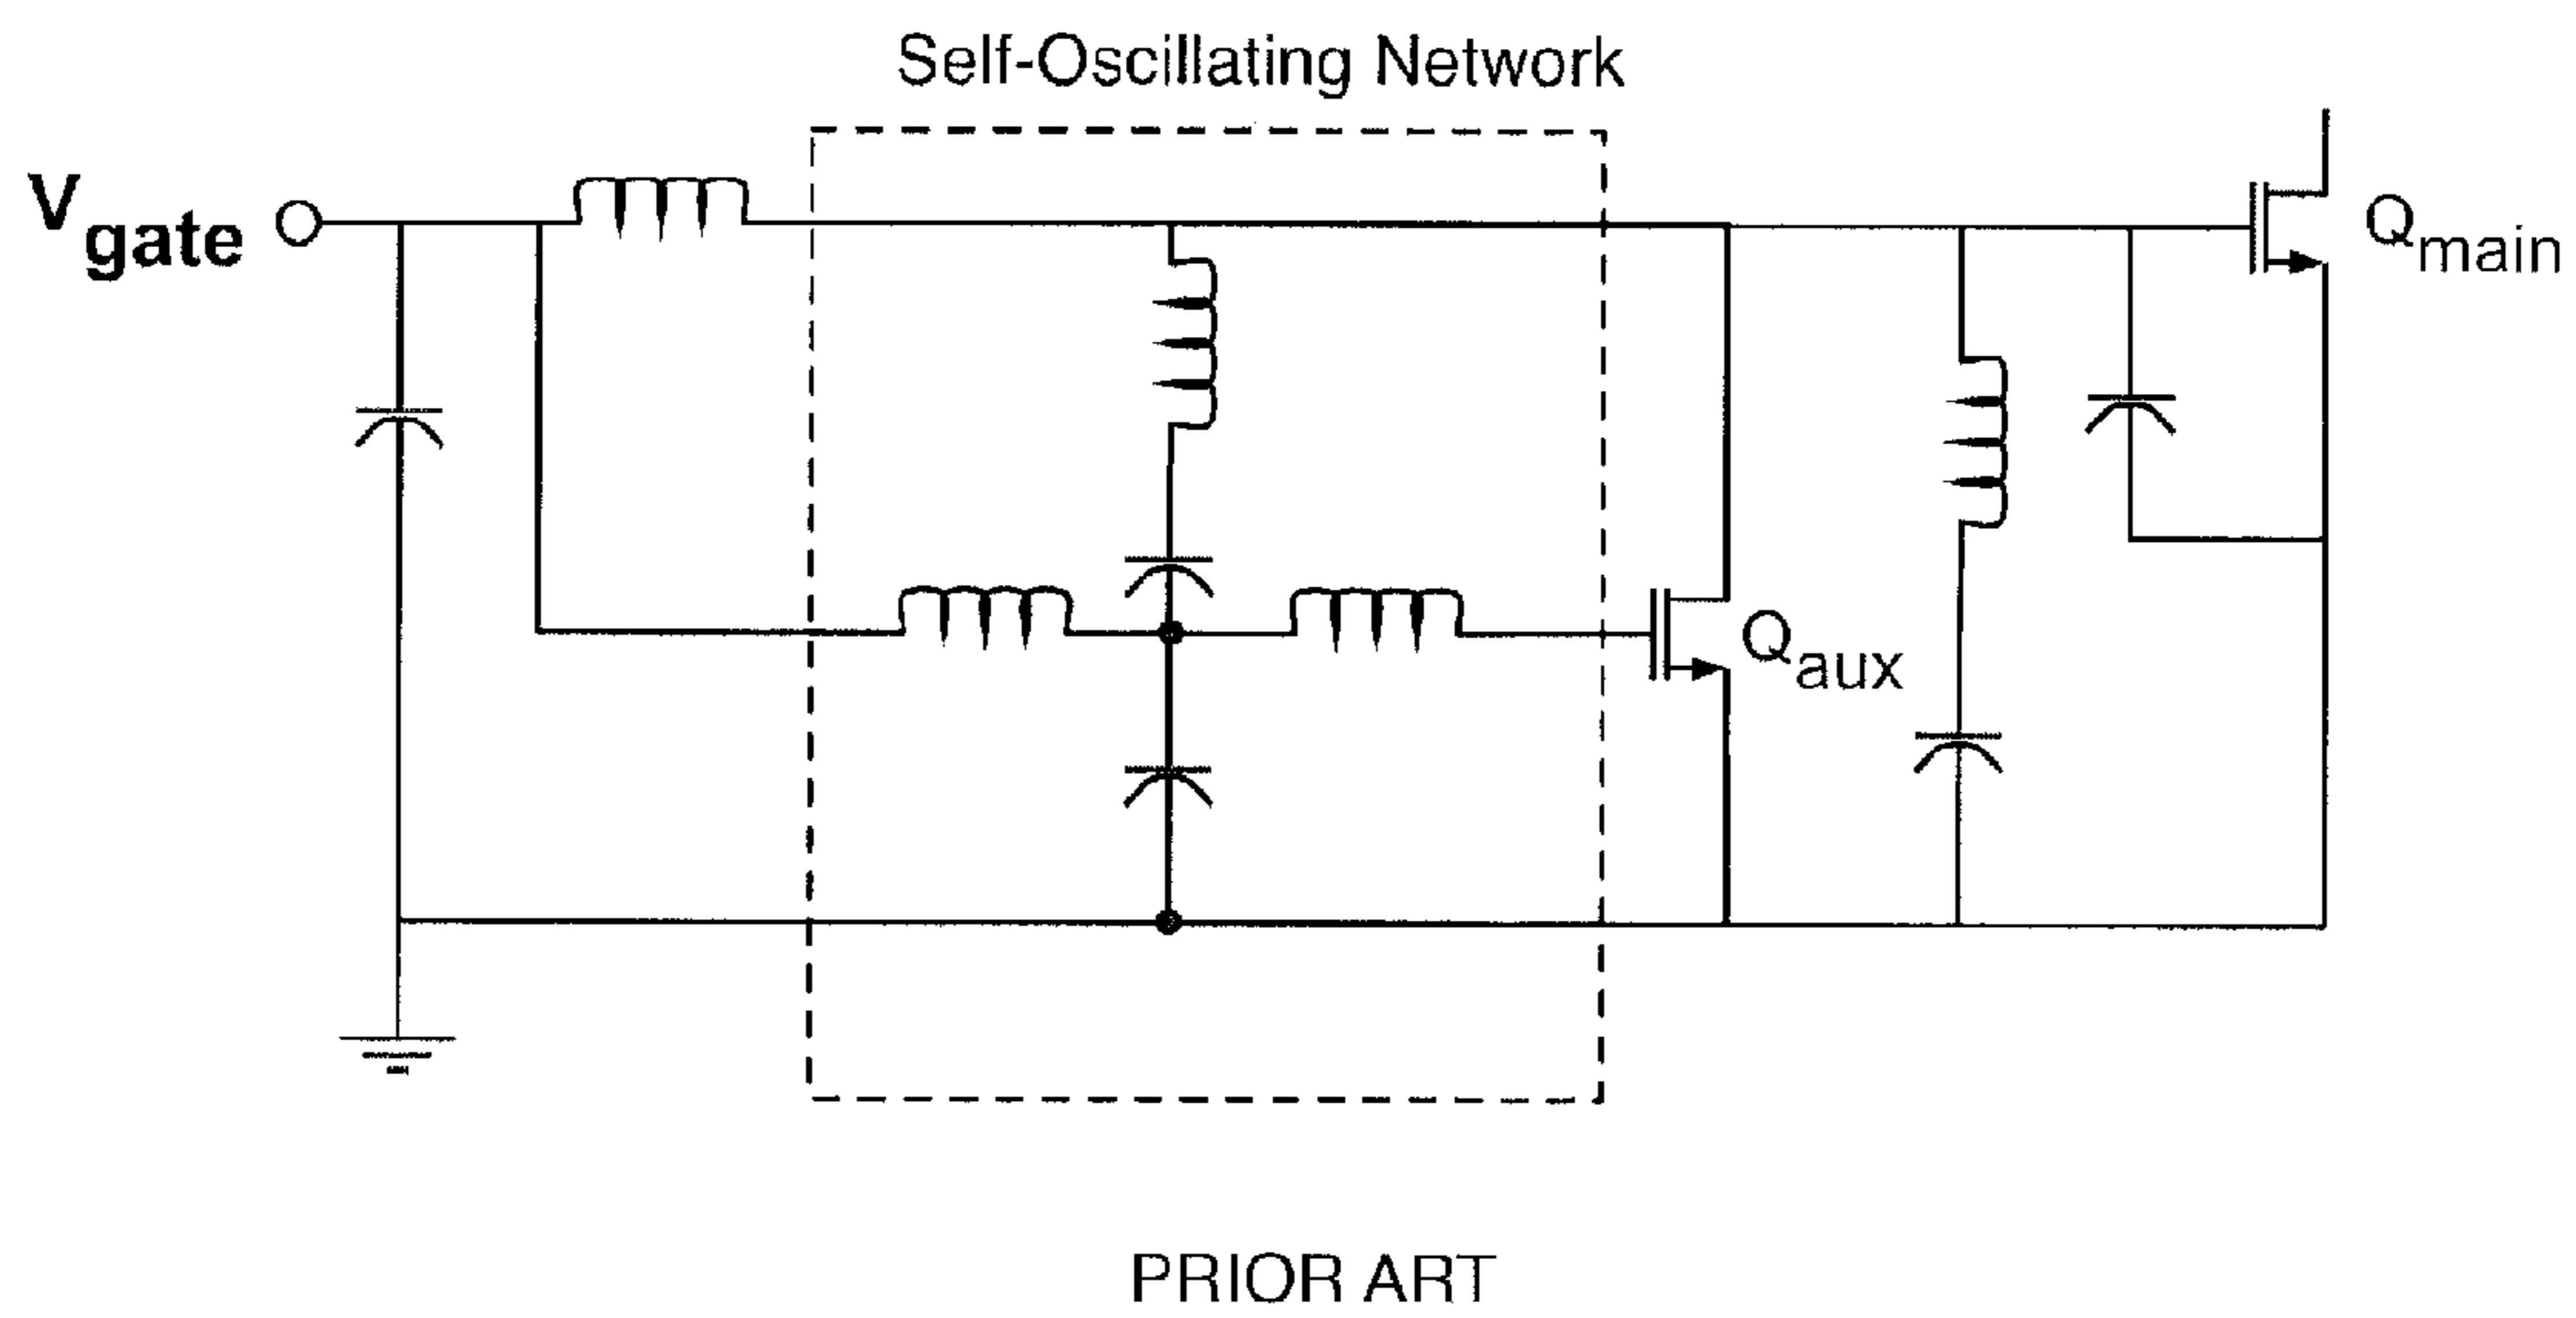 Self-Oscillating Network
Vgate
Qmain
Qaux
PRIOR ART